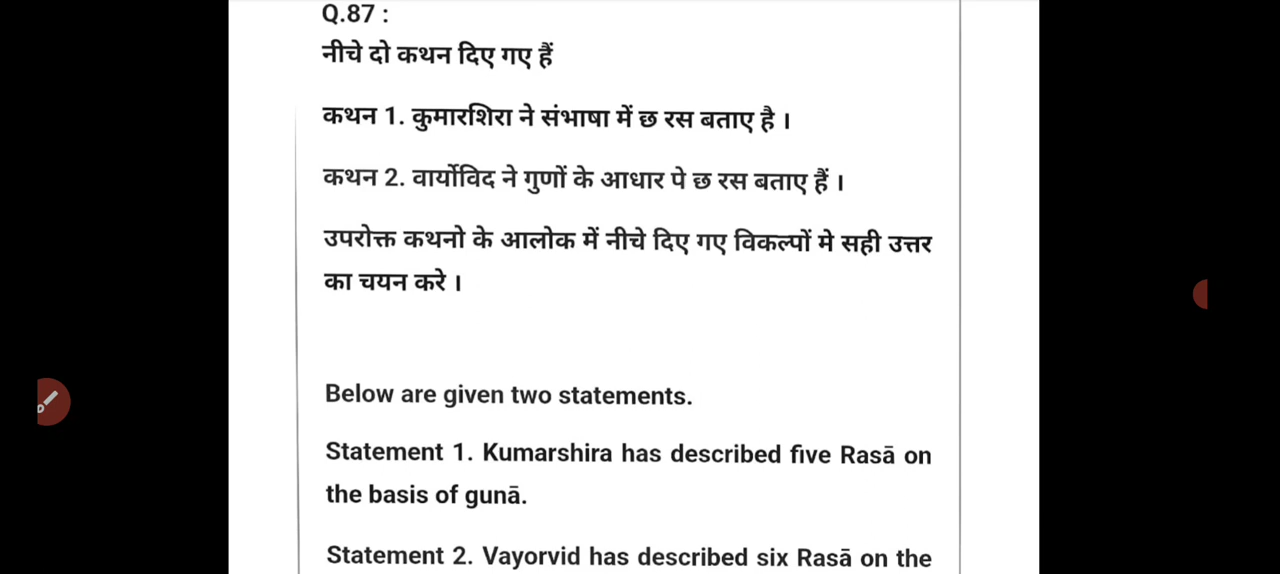 Q.87 :
नीचे दो कथन दिए गए हैं
कथन 1. कुमारशिरा ने संभाषा में छ रस बताए है ।
कथन 2. वार्योविद ने गुणों के आधार पे छ रस बताए हैं ।
उपरोक्त कथनो के आलोक में नीचे दिए गए विकल्पों मे सही उत्तर
का चयन करे ।
Below are given two statements.
Statement 1. Kumarshira has described five Rasā on
the basis of gunā.
Statement 2. Vayorvid has described six Rasā on the